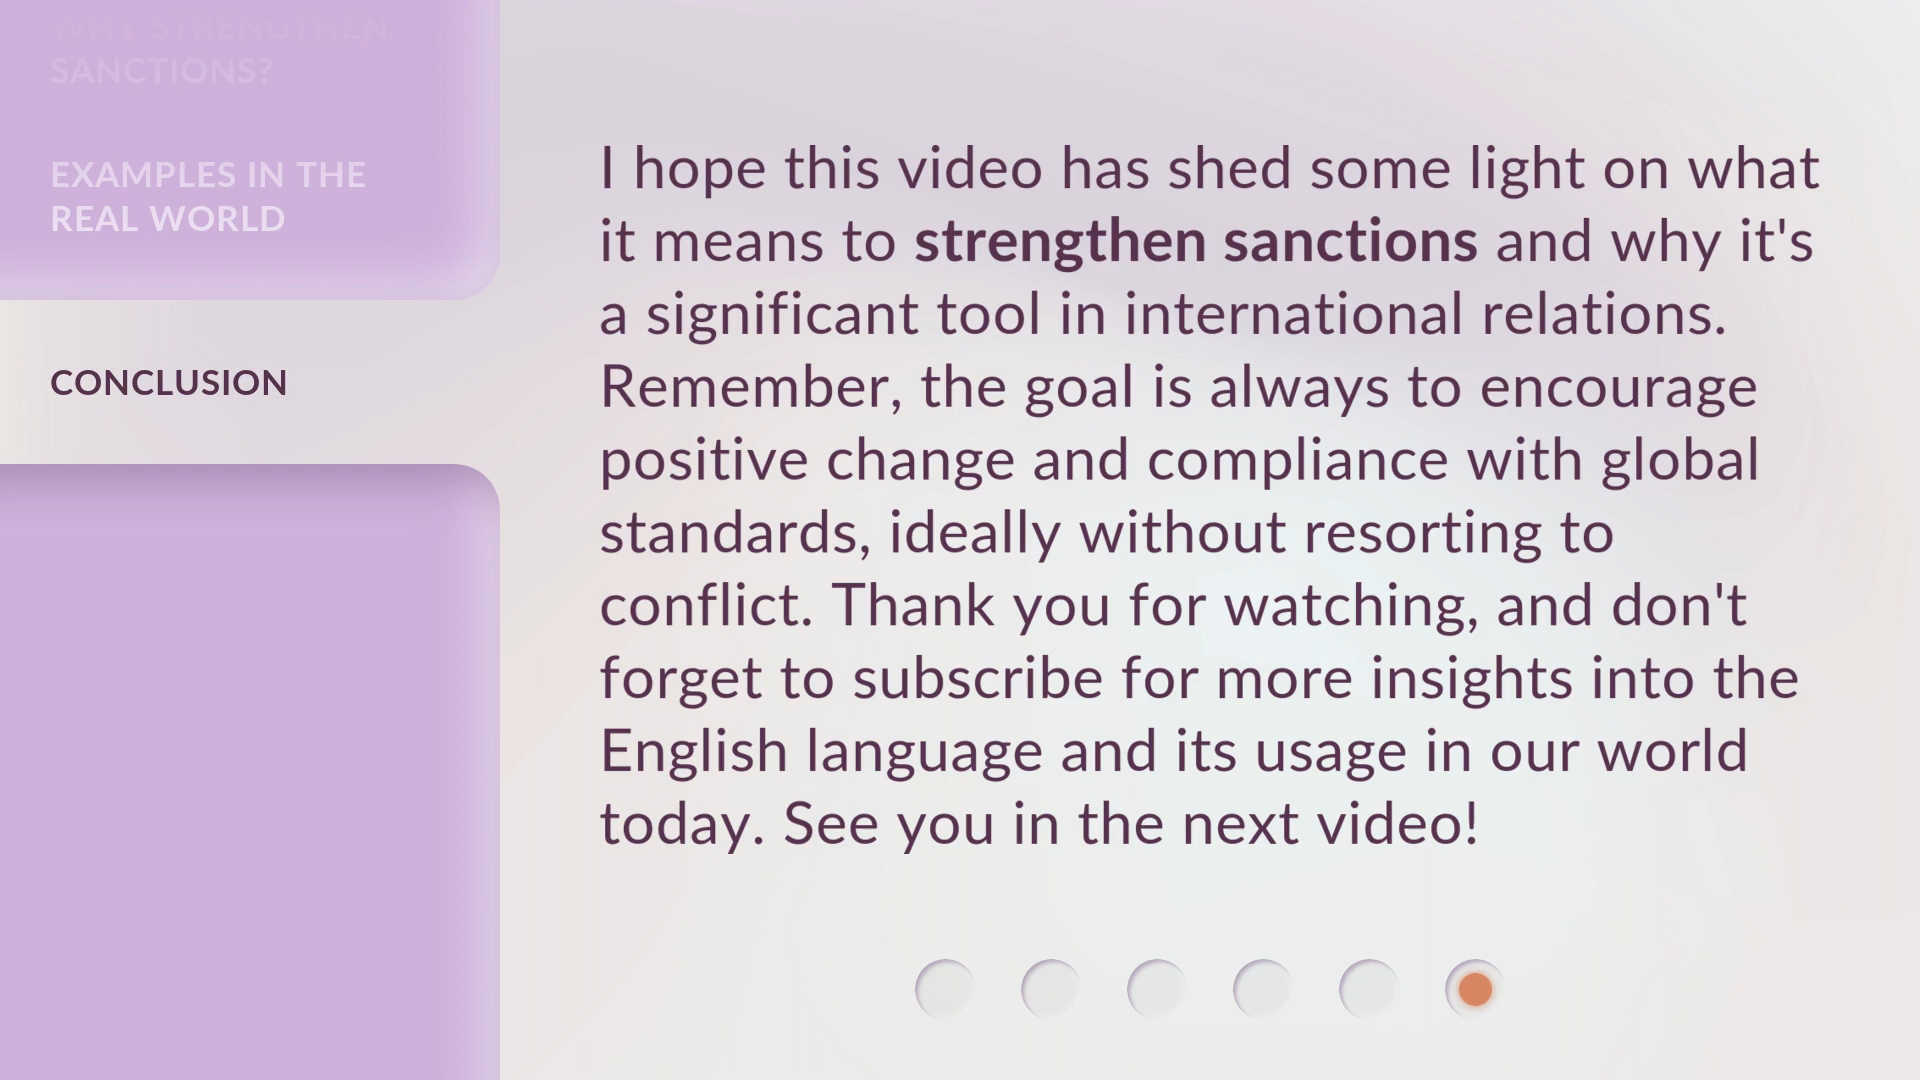 WHY STRENGTHEN
SANCTIONS?
EXAMPLES IN THE
REAL WORLD
CONCLUSION
I hope this video has shed some light on what
it means to strengthen sanctions and why it's
a significant tool in international relations.
Remember, the goal is always to encourage
positive change and compliance with global
standards, ideally without resorting to
conflict. Thank you for watching, and don't
forget to subscribe for more insights into the
English language and its usage in our world
today. See you in the next video!